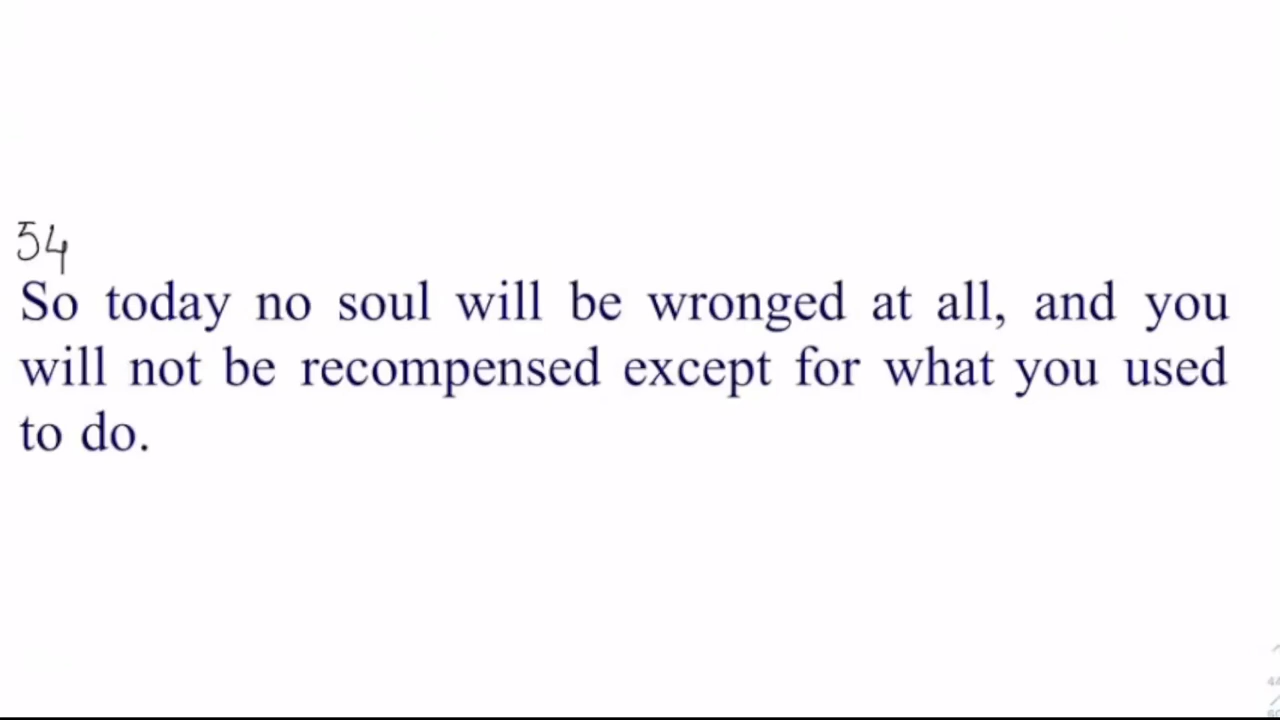 54
So today no soul will be wronged at all, and you
will not be recompensed except for what you used
to do.